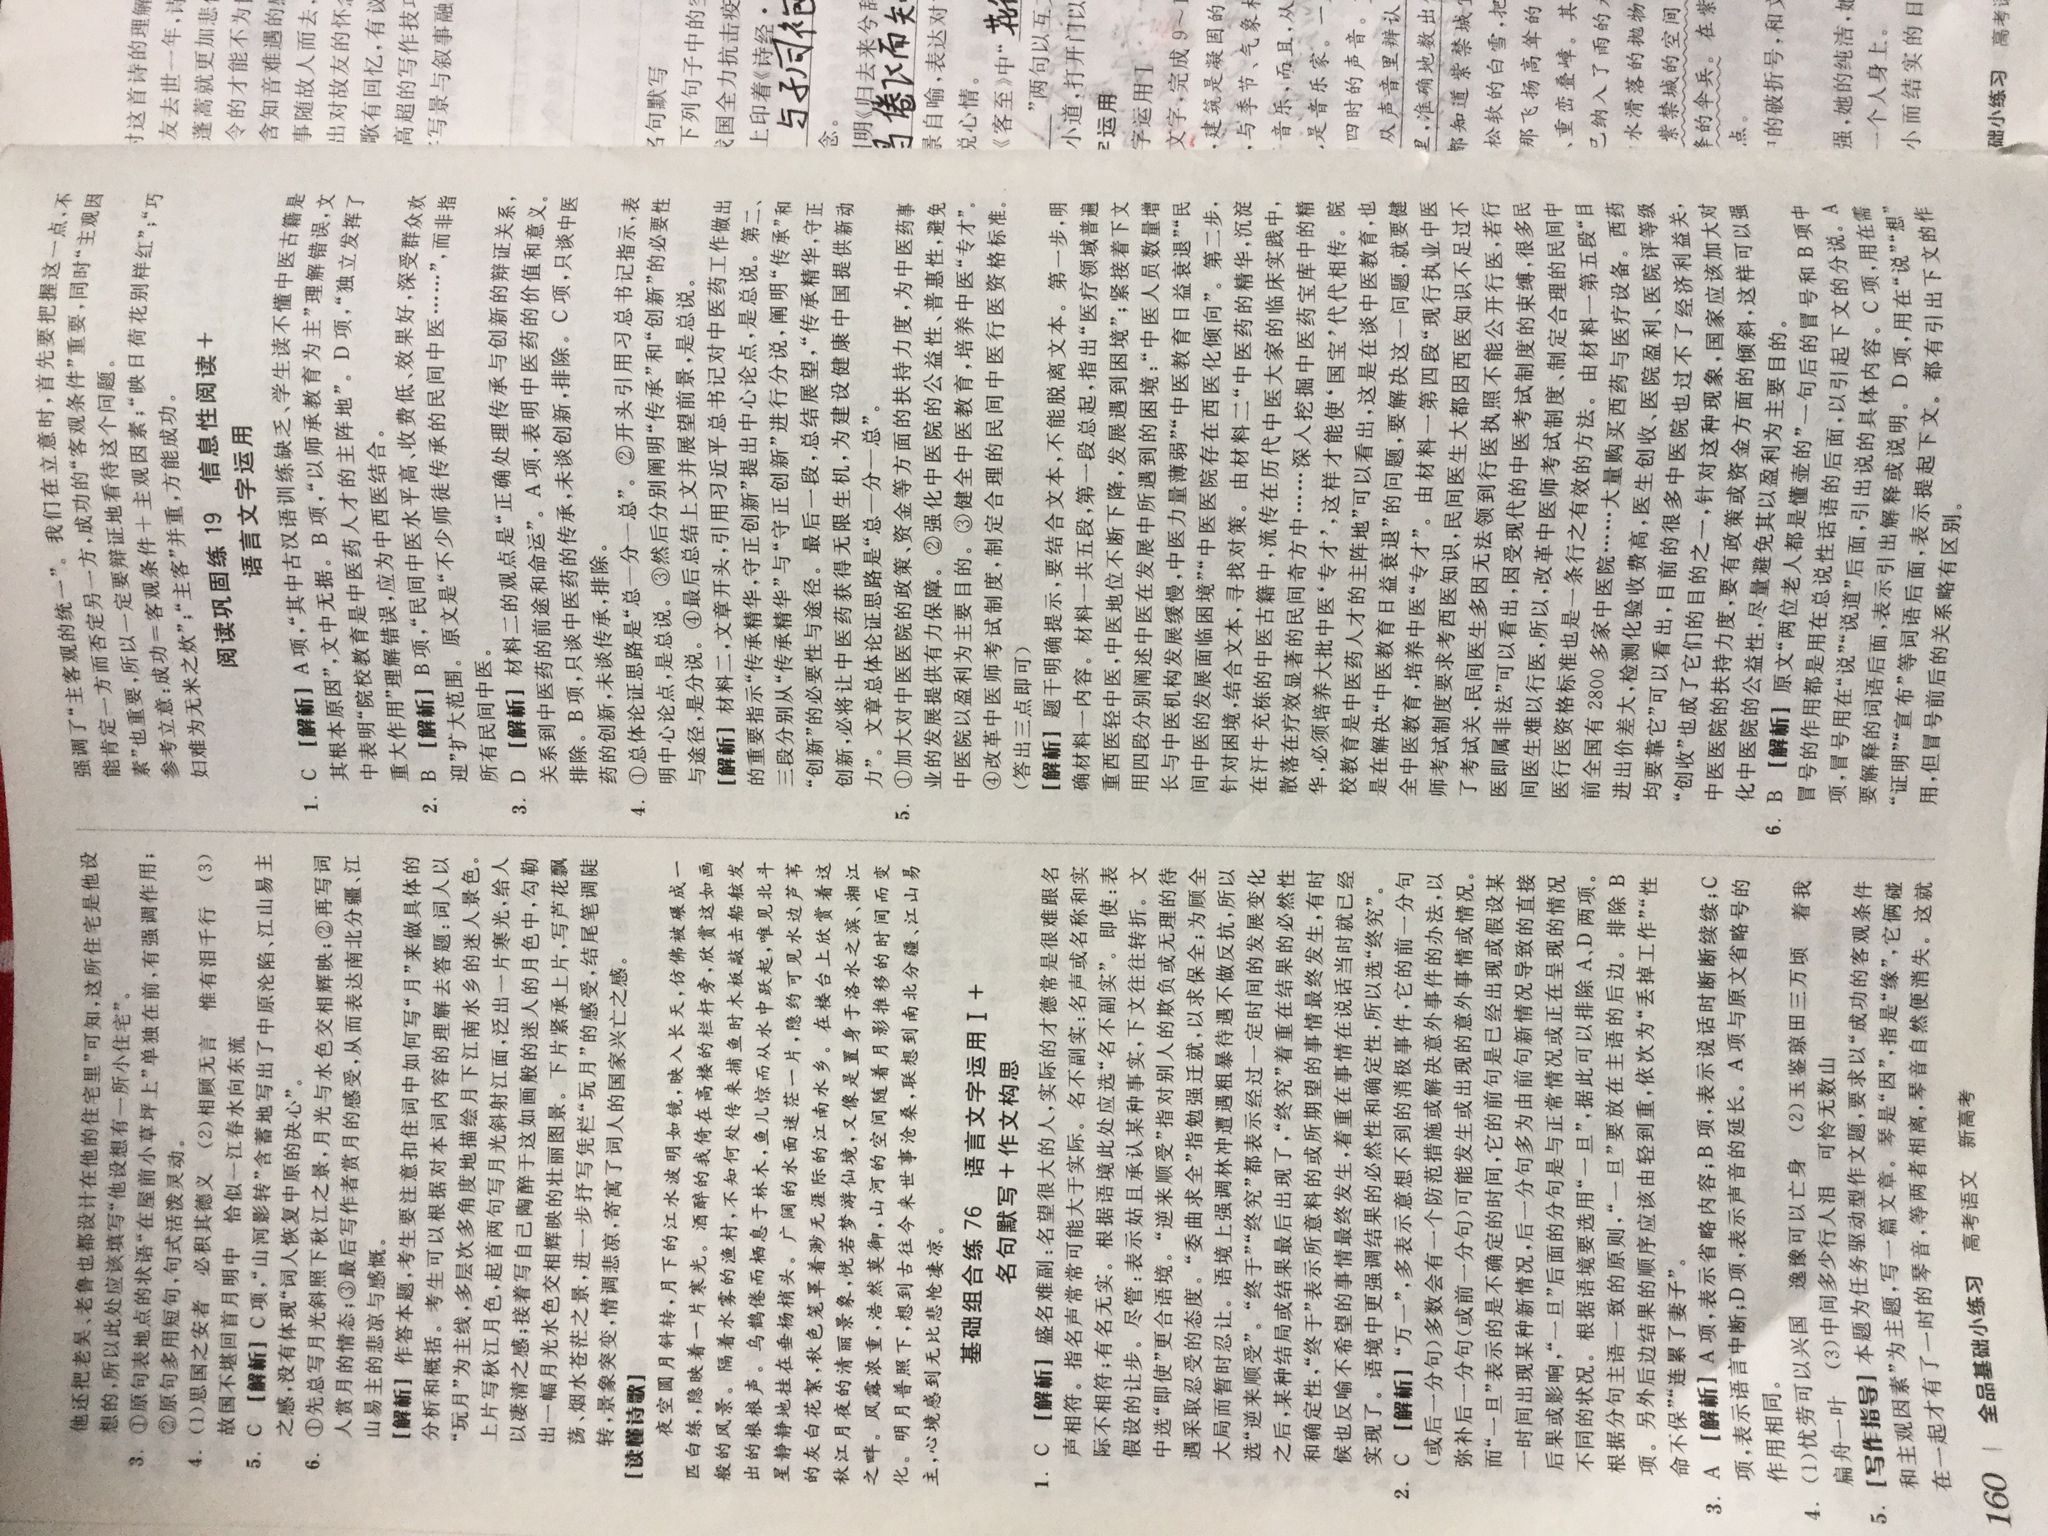 他还把老吴、老鲁也都设计在他的住宅里”可知,这所住宅是他设
想的,所以此处应该填写“他设想有一所小住宅”。
3. ①原句表地点的状语“在屋前小草坪上”单独在前,有强调作用;
②原句多用短句,句式活泼灵动。
4. (1)思国之安者　必积其德义　(2)相顾无言　惟有泪千行　(3)
故国不堪回首月明中　恰似一江春水向东流
5. C [解析] C项,“山河影转”含蓄地写出了中原沦陷、江山易主
之感,没有体现“词人恢复中原的决心”。
6. ①先总写月光斜照下秋江之景,月光与水色交相辉映;②再写词
人赏月的情态;③最后写作者赏月的感受,从而表达南北分疆、江
山易主的悲凉与感慨。
[解析] 作答本题,考生要注意扣住词中如何写“月”来做具体的
分析和概括。考生可以根据对本词内容的理解去答题:词人以
“玩月”为主线,多层次多角度地描绘月下江南水乡的迷人景色。
上片写秋江月色,起首两句写月光斜射江面,泛出一片寒光,给人
以凄清之感;接着写自己陶醉于这如画般的迷人的月色中,勾勒
出一幅月光水色交相辉映的壮丽图景。下片紧承上片,写芦花飘
荡、烟水苍茫之景,进一步抒写凭栏“玩月”的感受,结尾笔调陡
转,景象突变,情调悲凉,寄寓了词人的国家兴亡之感。
[读懂诗歌]
夜空圆月斜转,月下的江水波明如镜,映入长天,仿佛被碾成一
匹白练,隐映着一片寒光。酒醉的我倚在高楼的栏杆旁,欣赏这如画
般的风景。隔着水雾的渔村,不知何处传来捕鱼时木板敲击船舷发
出的桹桹声。乌鹊倦而栖息于林木,鱼儿惊而从水中跃起,唯见北斗
星静静地挂在垂杨梢头。广阔的水面迷茫一片,隐约可见水边芦苇
的灰白花絮,秋色笼罩着渺无涯际的江南水乡。在楼台上欣赏着这
秋江月夜的清丽景象,恍若梦游仙境,又像是置身于洛水之滨、湘江
之畔。风露浓重,浩然莫御,山河的空间随着月影推移的时间而变
化。明月普照下,想到古往今来世事沧桑,联想到南北分疆、江山易
主,心境感到无比悲怆凄凉。
基础组合练76　语言文字运用Ⅰ+
名句默写+作文构思
1. C [解析] 盛名难副:名望很大的人,实际的才德常是很难跟名
声相符。指名声常常可能大于实际。名不副实:名声或名称和实
际不相符;有名无实。根据语境此处应选“名不副实”。即使:表
假设的让步。尽管:表示姑且承认某种事实,下文往往转折。文
中选“即使”更合语境。“逆来顺受”指对别人的欺负或无理的待
遇采取忍受的态度。“委曲求全”指勉强迁就,以求保全;为顾全
大局而暂时忍让。语境上强调林冲遭遇粗暴待遇不做反抗,所以
选“逆来顺受”。“终于”“终究”都表示经过一定时间的发展变化
之后,某种结局或结果最后出现了,“终究”着重在结果的必然性
和确定性,“终于”表示所意料的或所期望的事情最终发生,有时
候也反喻不希望的事情最终发生,着重在事情在说话当时就已经
实现了。语境中更强调结果的必然性和确定性,所以选“终究”。
2. C [解析] “万一”,多表示意想不到的消极事件,它的前一分句
(或后一分句)多数会有一个防范措施或解决意外事件的办法,以
弥补后一分句(或前一分句)可能发生或出现的意外事情或情况。
而“一旦”表示的是不确定的时间,它的前句是已经出现或假设某
一时间出现某种新情况,后一分句多为由前句新情况导致的直接
后果或影响,“一旦”后面的分句是与正常情况或正在呈现的情况
不同的状况。根据语境要选用“一旦”,据此可以排除A、D两项。
根据分句主语一致的原则,“一旦”要放在主语的后边。排除B
项。另外后边结果的顺序应该由轻到重,依次为“丢掉工作”“性
命不保”“连累了妻子”。
3. A [解析] A项,表示省略内容;B项,表示说话时断断续续;C
项,表示语言中断;D项,表示声音的延长。A项与原文省略号的
作用相同。
4. (1)忧劳可以兴国　逸豫可以亡身　(2)玉鉴琼田三万顷　着我
扁舟一叶　(3)中间多少行人泪　可怜无数山
5. [写作指导] 本题为任务驱动型作文题,要求以“成功的客观条件
和主观因素”为主题,写一篇文章。琴是“因”,指是“缘”,它俩碰
在一起才有了一时的琴音,等两者相离,琴音自然便消失。这就
160 | 全品基础小练习　高考语文　新高考
强调了“主客观的统一”。我们在立意时,首先要把握这一点,不
能肯定一方而否定另一方,成功的“客观条件”重要,同时“主观因
素”也重要,所以一定要辩证地看待这个问题。
参考立意:成功=客观条件+主观因素;“映日荷花别样红”;“巧
妇难为无米之炊”;“主客”并重,方能成功。
阅读巩固练19　信息性阅读+
语言文字运用
1. C [解析] A项,“其中古汉语训练缺乏、学生读不懂中医古籍是
其根本原因”,文中无据。B项,“以师承教育为主”理解错误,文
中表明“院校教育是中医药人才的主阵地”。D项,“独立发挥了
重大作用”理解错误,应为中西医结合。
2. B [解析] B项,“民间中医水平高、收费低、效果好,深受群众欢
迎”扩大范围。原文是“不少师徒传承的民间中医……”,而非指
所有民间中医。
3. D [解析] 材料二的观点是“正确处理传承与创新的辩证关系,
关系到中医药的前途和命运”。A项,表明中医药的价值和意义。
排除。B项,只谈中医药的传承,未谈创新,排除。C项,只谈中医
药的创新,未谈传承,排除。
4. ①总体论证思路是“总—分—总”。②开头引用习总书记指示,表
明中心论点,是总说。③然后分别阐明“传承”和“创新”的必要性
与途径,是分说。④最后总结上文并展望前景,是总说。
[解析] 材料二,文章开头,引用习近平总书记对中医药工作做出
的重要指示“传承精华,守正创新”提出中心论点,是总说。第二、
三段分别从“传承精华”与“守正创新”进行分说,阐明“传承”和
“创新”的必要性与途径。最后一段,总结展望,“传承精华,守正
创新,必将让中医药获得无限生机,为建设健康中国提供新动
力”。文章总体论证思路是“总—分—总”。
5. ①加大对中医医院的政策、资金等方面的扶持力度,为中医药事
业的发展提供有力保障。②强化中医院的公益性、普惠性,避免
中医院以盈利为主要目的。③健全中医教育,培养中医“专才”。
④改革中医师考试制度,制定合理的民间中医行医资格标准。
(答出三点即可)
[解析] 题干明确提示,要结合文本,不能脱离文本。第一步,明
确材料一内容。材料一共五段,第一段总起,指出“医疗领域普遍
重西医轻中医,中医地位不断下降,发展遇到困境”;紧接着下文
用四段分别阐述中医在发展中所遇到的困境:“中医人员数量增
长与中医机构发展缓慢,中医力量薄弱”“中医教育日益衰退”“民
间中医的发展面临困境”“中医医院存在西医化倾向”。第二步,
针对困境,结合文本,寻找对策。由材料二“中医药的精华,沉淀
在汗牛充栋的中医古籍中,流传在历代中医大家的临床实践中,
散落在疗效显著的民间奇方中……深入挖掘中医药宝库中的精
华,必须培养大批中医‘专才’,这样才能使‘国宝’代代相传。院
校教育是中医药人才的主阵地”可以看出,这是在谈中医教育,也
是在解决“中医教育日益衰退”的问题,要解决这一问题,就要健
全中医教育,培养中医“专才”。由材料一第四段“现行执业中医
师考试制度要求考西医知识,民间医生大都因西医知识不足过不
了考试关,民间医生多因无法领到行医执照不能公开行医,若行
医即属非法”可以看出,因受现代的中医考试制度的束缚,很多民
间医生难以行医,所以,改革中医师考试制度、制定合理的民间中
医行医资格标准也是一条行之有效的方法。由材料一第五段“目
前全国有2800多家中医院……大量购买西药与医疗设备。西药
进出价差大,检测化验收费高,医生创收、医院盈利、医院评等级
均要靠它”可以看出,目前的很多中医院也过不了经济利益关,
“创收”也成了它们的目的之一,针对这种现象,国家应该加大对
中医医院的扶持力度,要有政策或资金方面的倾斜,这样可以强
化中医院的公益性,尽量避免其以盈利为主要目的。
6. B [解析] 原文“两位老人都是懂壶的”一句后的冒号和B项中
冒号的作用都是用在总说性话语的后面,以引起下文的分说。A
项,冒号用在“说”“说道”后面,引出说的具体内容。C项,用在需
要解释的词语后面,表示引出解释或说明。D项,用在“说”“想”
“证明”“宣布”等词语后面,表示提起下文。都有引出下文的作
用,但冒号前后的关系略有区别。
对这首诗的理解
友去世一年,诗
蓬蒿就更加悲
令的才能不为
含知音难遇的
事随故人而去,
出对故友的怀念
歌有回忆,有议
高超的写作技巧
写景与叙事融
名句默写
下列句子中的空
我国全力抗击疫
上印着《诗经·
与子同袍
念。
明《归去来兮辞
鸟倦飞而知
景自喻,表达对
说心情。
《客至》中“花径
”两句以互
小道,打开门以
字运用
字运用Ⅰ
文字,完成9~1
,建筑是凝固的
、与季节、气象
音乐,而且,从
是音乐家。一
四时的声音。
从声音里辨认
里,准确地数出
都知道紫禁城
松软的白雪,把
那飞扬高耸的
、重峦叠嶂。其
已纳入了雨的
水滑落的抛物
紫禁城的空间
降的伞兵。在紫
点。
中的破折号,和文
强,她的纯洁,她
一个人身上。
小而结实的日
础小练习　高考语